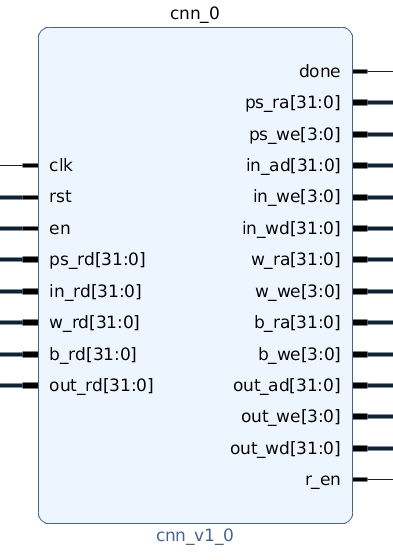 cnn_0
done
ps_ra[31:0]
ps_we[3:0]
clk
in_ad[31:0]
rst
in_we[3:0]
en
in_wd[31:0]
ps_rd[31:0]
w_ra[31:0]
in_rd[31:0]
w_we[3:0]
w_rd[31:0]
b_ra[31:0]
b_rd[31:0]
b_we[3:0]
out_rd[31:0]
out_ad[31:0]
out_we[3:0]
out_wd[31:0]
r_en
cnn_v1_0